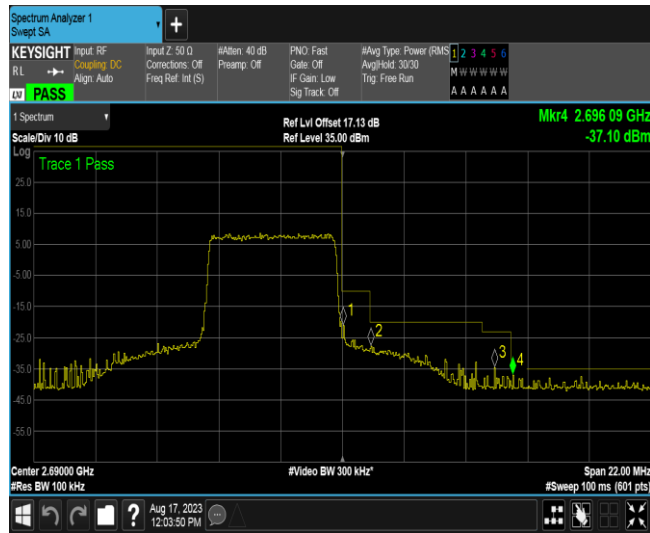 Spectrum Analyzer 1
Swept SA
+
KEYSIGHT Input: RF Input Z: 50 Ω #Atten: 40 dB PNO: Fast #Avg Type: Power (RMS 1 2 3 4 5 6
R L Coupling: DC Corrections: Off Preamp: Off Gate: Off Avg|Hold: 30/30 M W W W W W
Align: Auto Freq Ref: Int (S) IF Gain: Low Trig: Free Run
LXI PASS Sig Track: Off A A A A A A
1 Spectrum Ref Lvl Offset 17.13 dB Mkr4 2.696 09 GHz
Scale/Div 10 dB Ref Level 35.00 dBm -37.10 dBm
Log
Trace 1 Pass
25.0
15.0
5.00
-5.00
-15.0
1
2
-25.0
3
4
-35.0
-45.0
-55.0
Center 2.69000 GHz #Video BW 300 kHz* Span 22.00 MHz
#Res BW 100 kHz #Sweep 100 ms (601 pts)
? Aug 17, 2023
12:03:50 PM